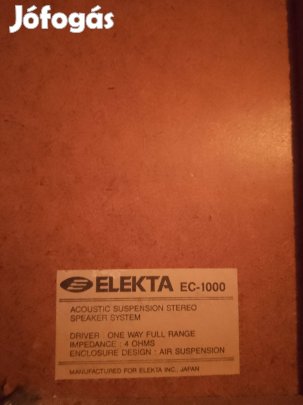 Jófogás
ELEKTA EC-1000
ACOUSTIC SUSPENSION STEREO
SPEAKER SYSTEM
DRIVER : ONE WAY FULL RANGE
IMPEDANCE : 4 OHMS
ENCLOSURE DESIGN : AIR SUSPENSION
MANUFACTURED FOR ELEKTA INC., JAPAN